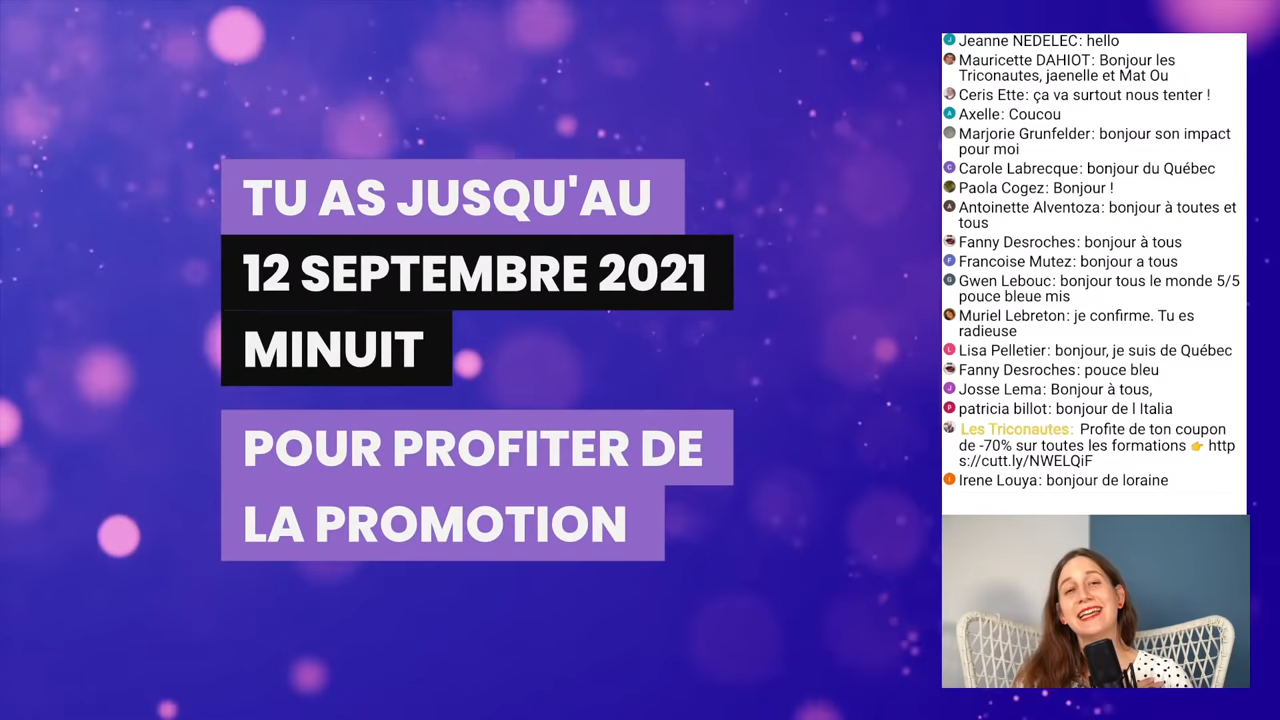 TU AS JUSQU'AU
12 SEPTEMBRE 2021
MINUIT
POUR PROFITER DE
LA PROMOTION
J Jeanne NEDELEC: hello
Mauricette DAHIOT: Bonjour les
Triconautes, jaenelle et Mat Ou
Ceris Ette: ça va surtout nous tenter !
A Axelle: Coucou
Marjorie Grunfelder: bonjour son impact
pour moi
C Carole Labrecque: bonjour du Québec
Paola Cogez: Bonjour !
A Antoinette Alventoza: bonjour à toutes et
tous
Fanny Desroches: bonjour à tous
F Francoise Mutez: bonjour a tous
G Gwen Lebouc: bonjour tous le monde 5/5
pouce bleue mis
Muriel Lebreton: je confirme. Tu es
radieuse
L Lisa Pelletier: bonjour, je suis de Québec
Fanny Desroches: pouce bleu
J Josse Lema: Bonjour à tous,
P patricia billot: bonjour de l Italia
Les Triconautes: Profite de ton coupon
de -70% sur toutes les formations 👉 http
s://cutt.ly/NWELQiF
I Irene Louya: bonjour de loraine